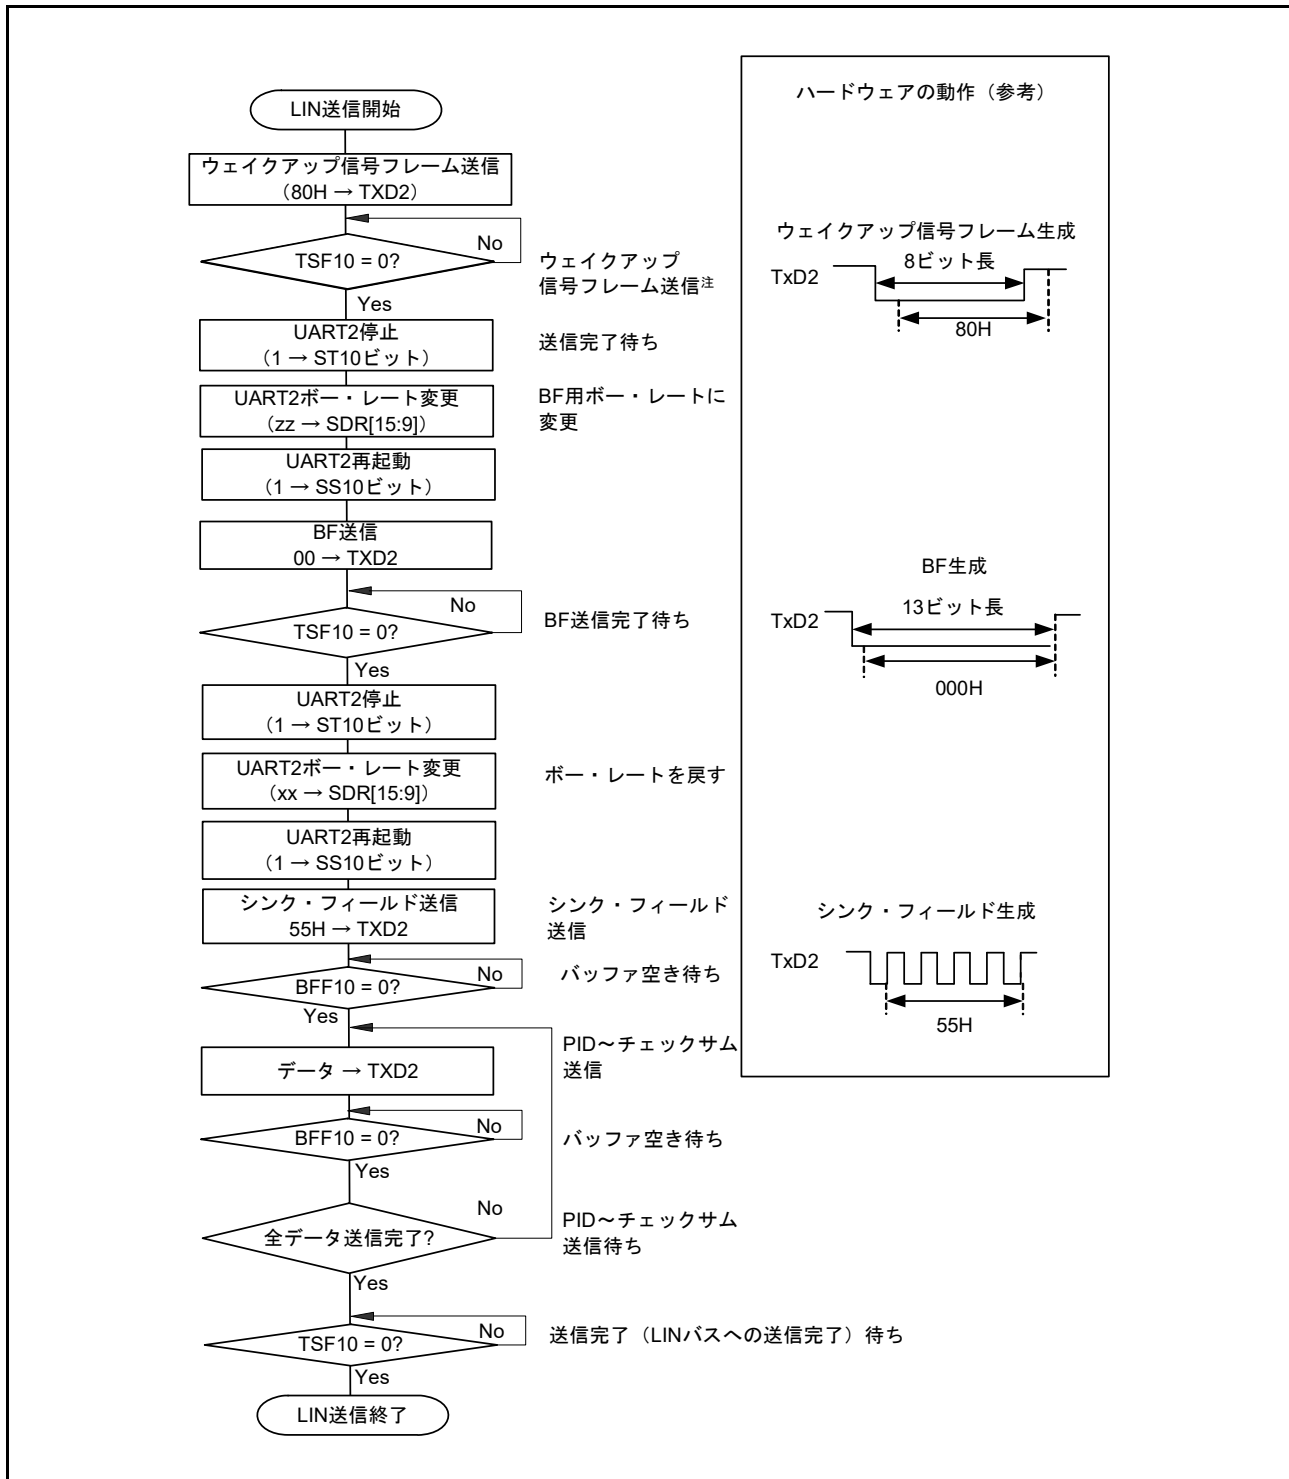 LIN送信開始
ウェイクアップ信号フレーム送信
（80H → TXD2）
No
TSF10 = 0?
Yes
ウェイクアップ
信号フレーム送信注
UART2停止
（1 → ST10ビット）
送信完了待ち
UART2ボー・レート変更
（zz → SDR[15:9]）
BF用ボー・レートに
変更
UART2再起動
（1 → SS10ビット）
BF送信
00 → TXD2
No
TSF10 = 0?
Yes
BF送信完了待ち
UART2停止
（1 → ST10ビット）
UART2ボー・レート変更
（xx → SDR[15:9]）
ボー・レートを戻す
UART2再起動
（1 → SS10ビット）
シンク・フィールド送信
55H → TXD2
シンク・フィールド
送信
No
BFF10 = 0?
Yes
バッファ空き待ち
データ → TXD2
PID～チェックサム
送信
No
BFF10 = 0?
Yes
バッファ空き待ち
No
全データ送信完了?
Yes
PID～チェックサム
送信待ち
No
TSF10 = 0?
Yes
送信完了（LINバスへの送信完了）待ち
LIN送信終了
ハードウェアの動作（参考）
ウェイクアップ信号フレーム生成
8ビット長
TxD2
80H
BF生成
13ビット長
TxD2
000H
シンク・フィールド生成
TxD2
55H